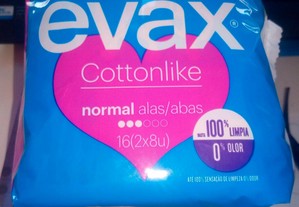 evax
Cottonlike
normal alas/abas
16(2x8u)
100% LIMPIA
0% OLOR